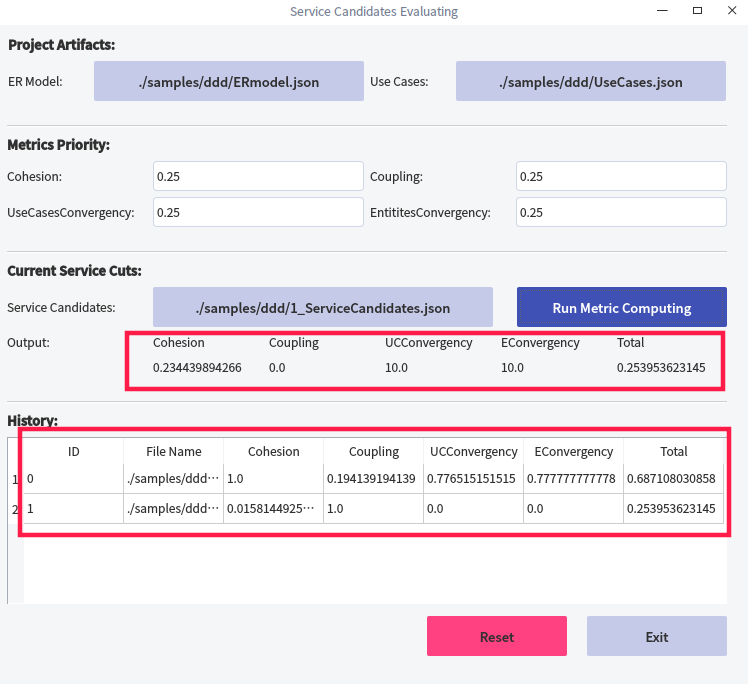 Service Candidates Evaluating
Project Artifacts:
ER Model: ./samples/ddd/ERmodel.json Use Cases: ./samples/ddd/UseCases.json
Metrics Priority:
Cohesion: 0.25 Coupling: 0.25
UseCasesConvergency: 0.25 EntititesConvergency: 0.25
Current Service Cuts:
Service Candidates: ./samples/ddd/1_ServiceCandidates.json Run Metric Computing
Output: Cohesion Coupling UCConvergency EConvergency Total
0.234439894266 0.0 10.0 10.0 0.253953623145
History:
ID File Name Cohesion Coupling UCConvergency EConvergency Total
1 0 ./samples/ddd··· 1.0 0.194139194139 0.776515151515 0.777777777778 0.687108030858
2 1 ./samples/ddd··· 0.0158144925··· 1.0 0.0 0.0 0.253953623145
Reset Exit